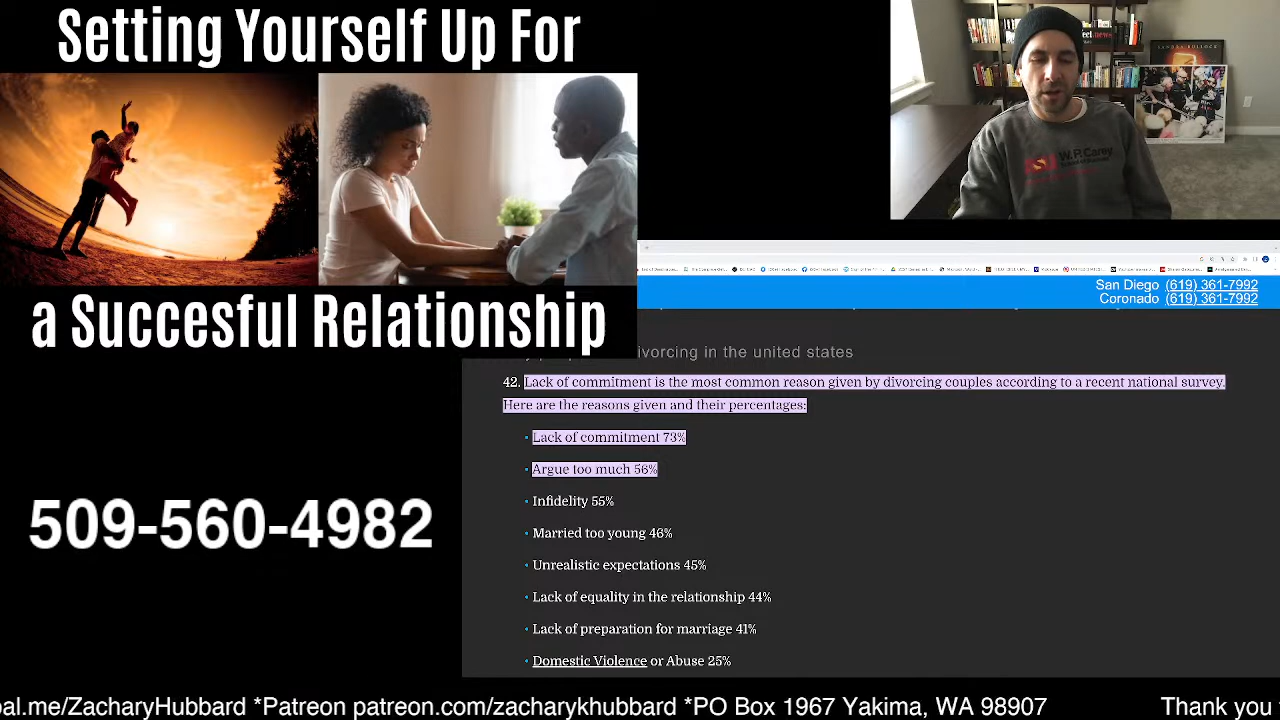 Setting Yourself Up For
a Succesful Relationship
SANDRA BULLOCK
W. P. Carey
San Diego (619) 361-7992
Coronado (619) 361-7992
ivorcing in the united states
42. Lack of commitment is the most common reason given by divorcing couples according to a recent national survey.
Here are the reasons given and their percentages:
• Lack of commitment 73%
• Argue too much 56%
• Infidelity 55%
• Married too young 46%
• Unrealistic expectations 45%
• Lack of equality in the relationship 44%
• Lack of preparation for marriage 41%
• Domestic Violence or Abuse 25%
509-560-4982
pal.me/ZacharyHubbard *Patreon patreon.com/zacharykhubbard *PO Box 1967 Yakima, WA 98907 Thank you